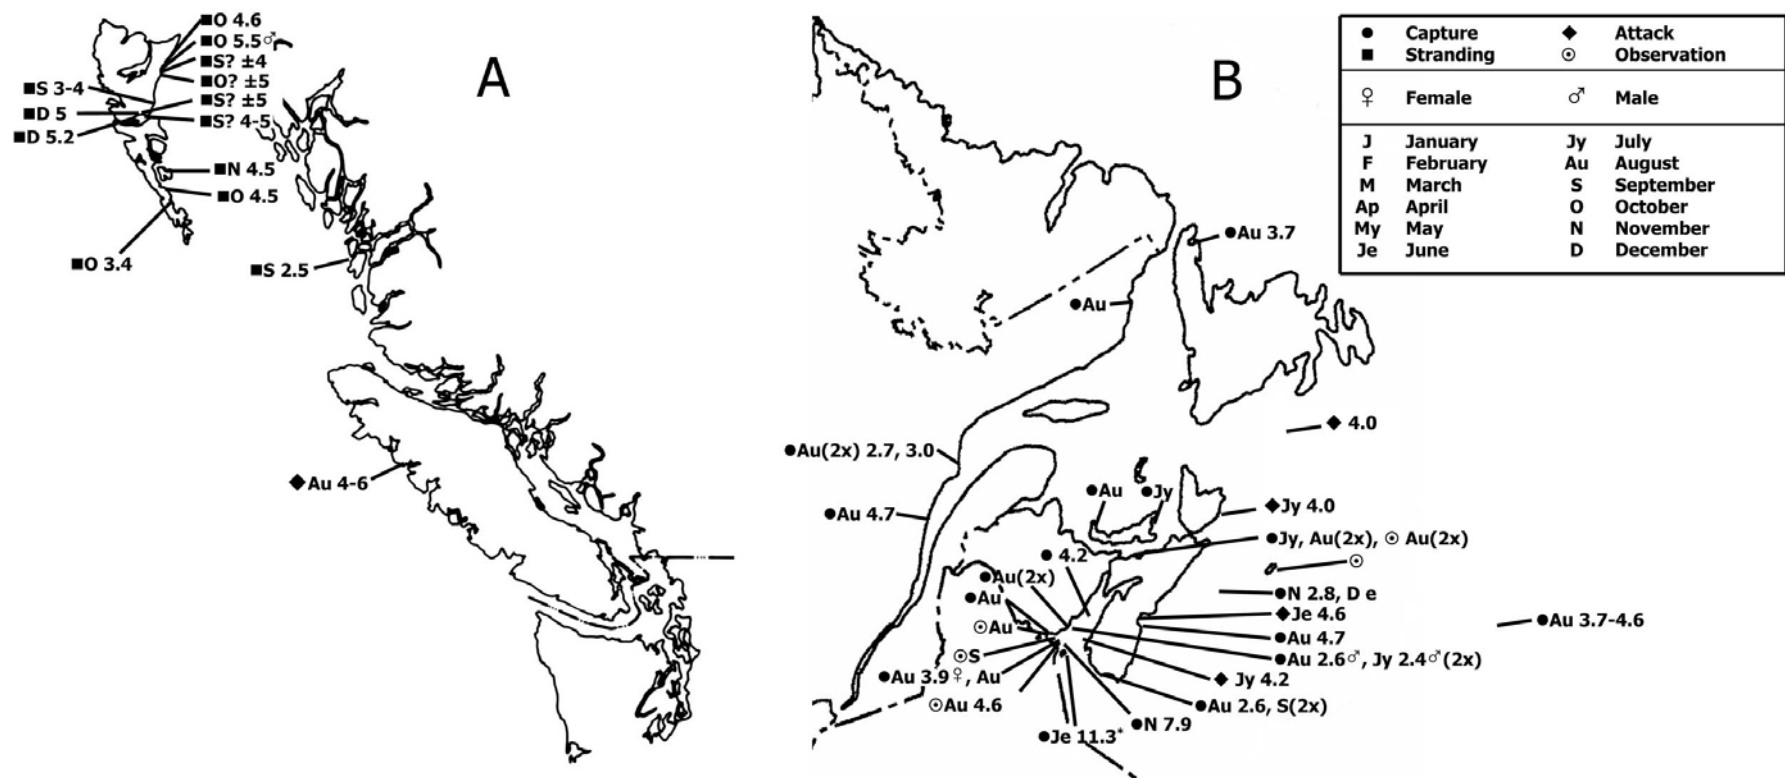 A
■O 4.6
■O 5.5♂
■S? ±4
■O? ±5
■S 3-4
■S? ±5
■D 5
■S? 4-5
■D 5.2
■N 4.5
■O 4.5
■O 3.4
■S 2.5
◆Au 4-6
B
●Au 3.7
●Au
◆ 4.0
●Au(2x) 2.7, 3.0
●Au
●Jy
●Au 4.7
◆Jy 4.0
●Jy, Au(2x), ☉ Au(2x)
● 4.2
☉
●Au(2x)
●Au
●N 2.8, D e
◆Je 4.6
●Au 3.7-4.6
☉Au
●Au 4.7
☉S
●Au 2.6♂, Jy 2.4♂(2x)
●Au 3.9♀, Au
◆ Jy 4.2
☉Au 4.6
●Au 2.6, S(2x)
●N 7.9
●Je 11.3*
● Capture ◆ Attack
■ Stranding ☉ Observation
♀ Female ♂ Male
J January Jy July
F February Au August
M March S September
Ap April O October
My May N November
Je June D December